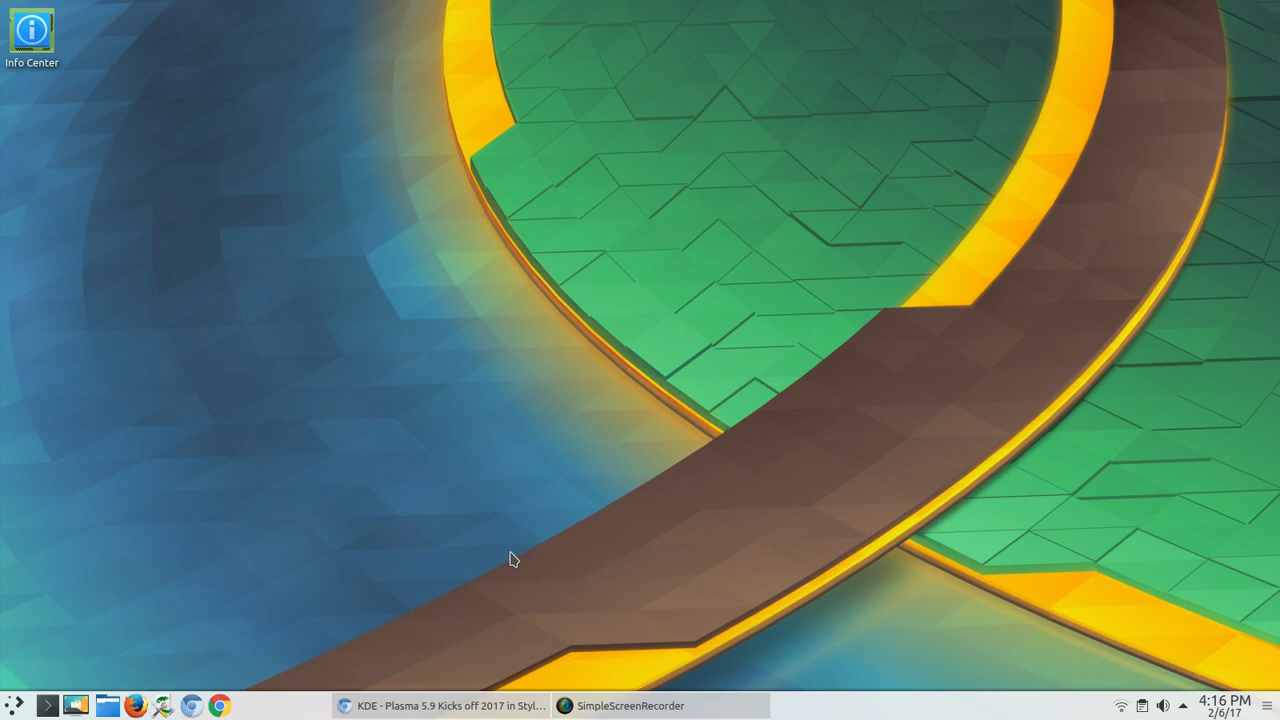 Info Center
KDE - Plasma 5.9 Kicks off 2017 in Styl...
SimpleScreenRecorder
4:16 PM
2/6/17